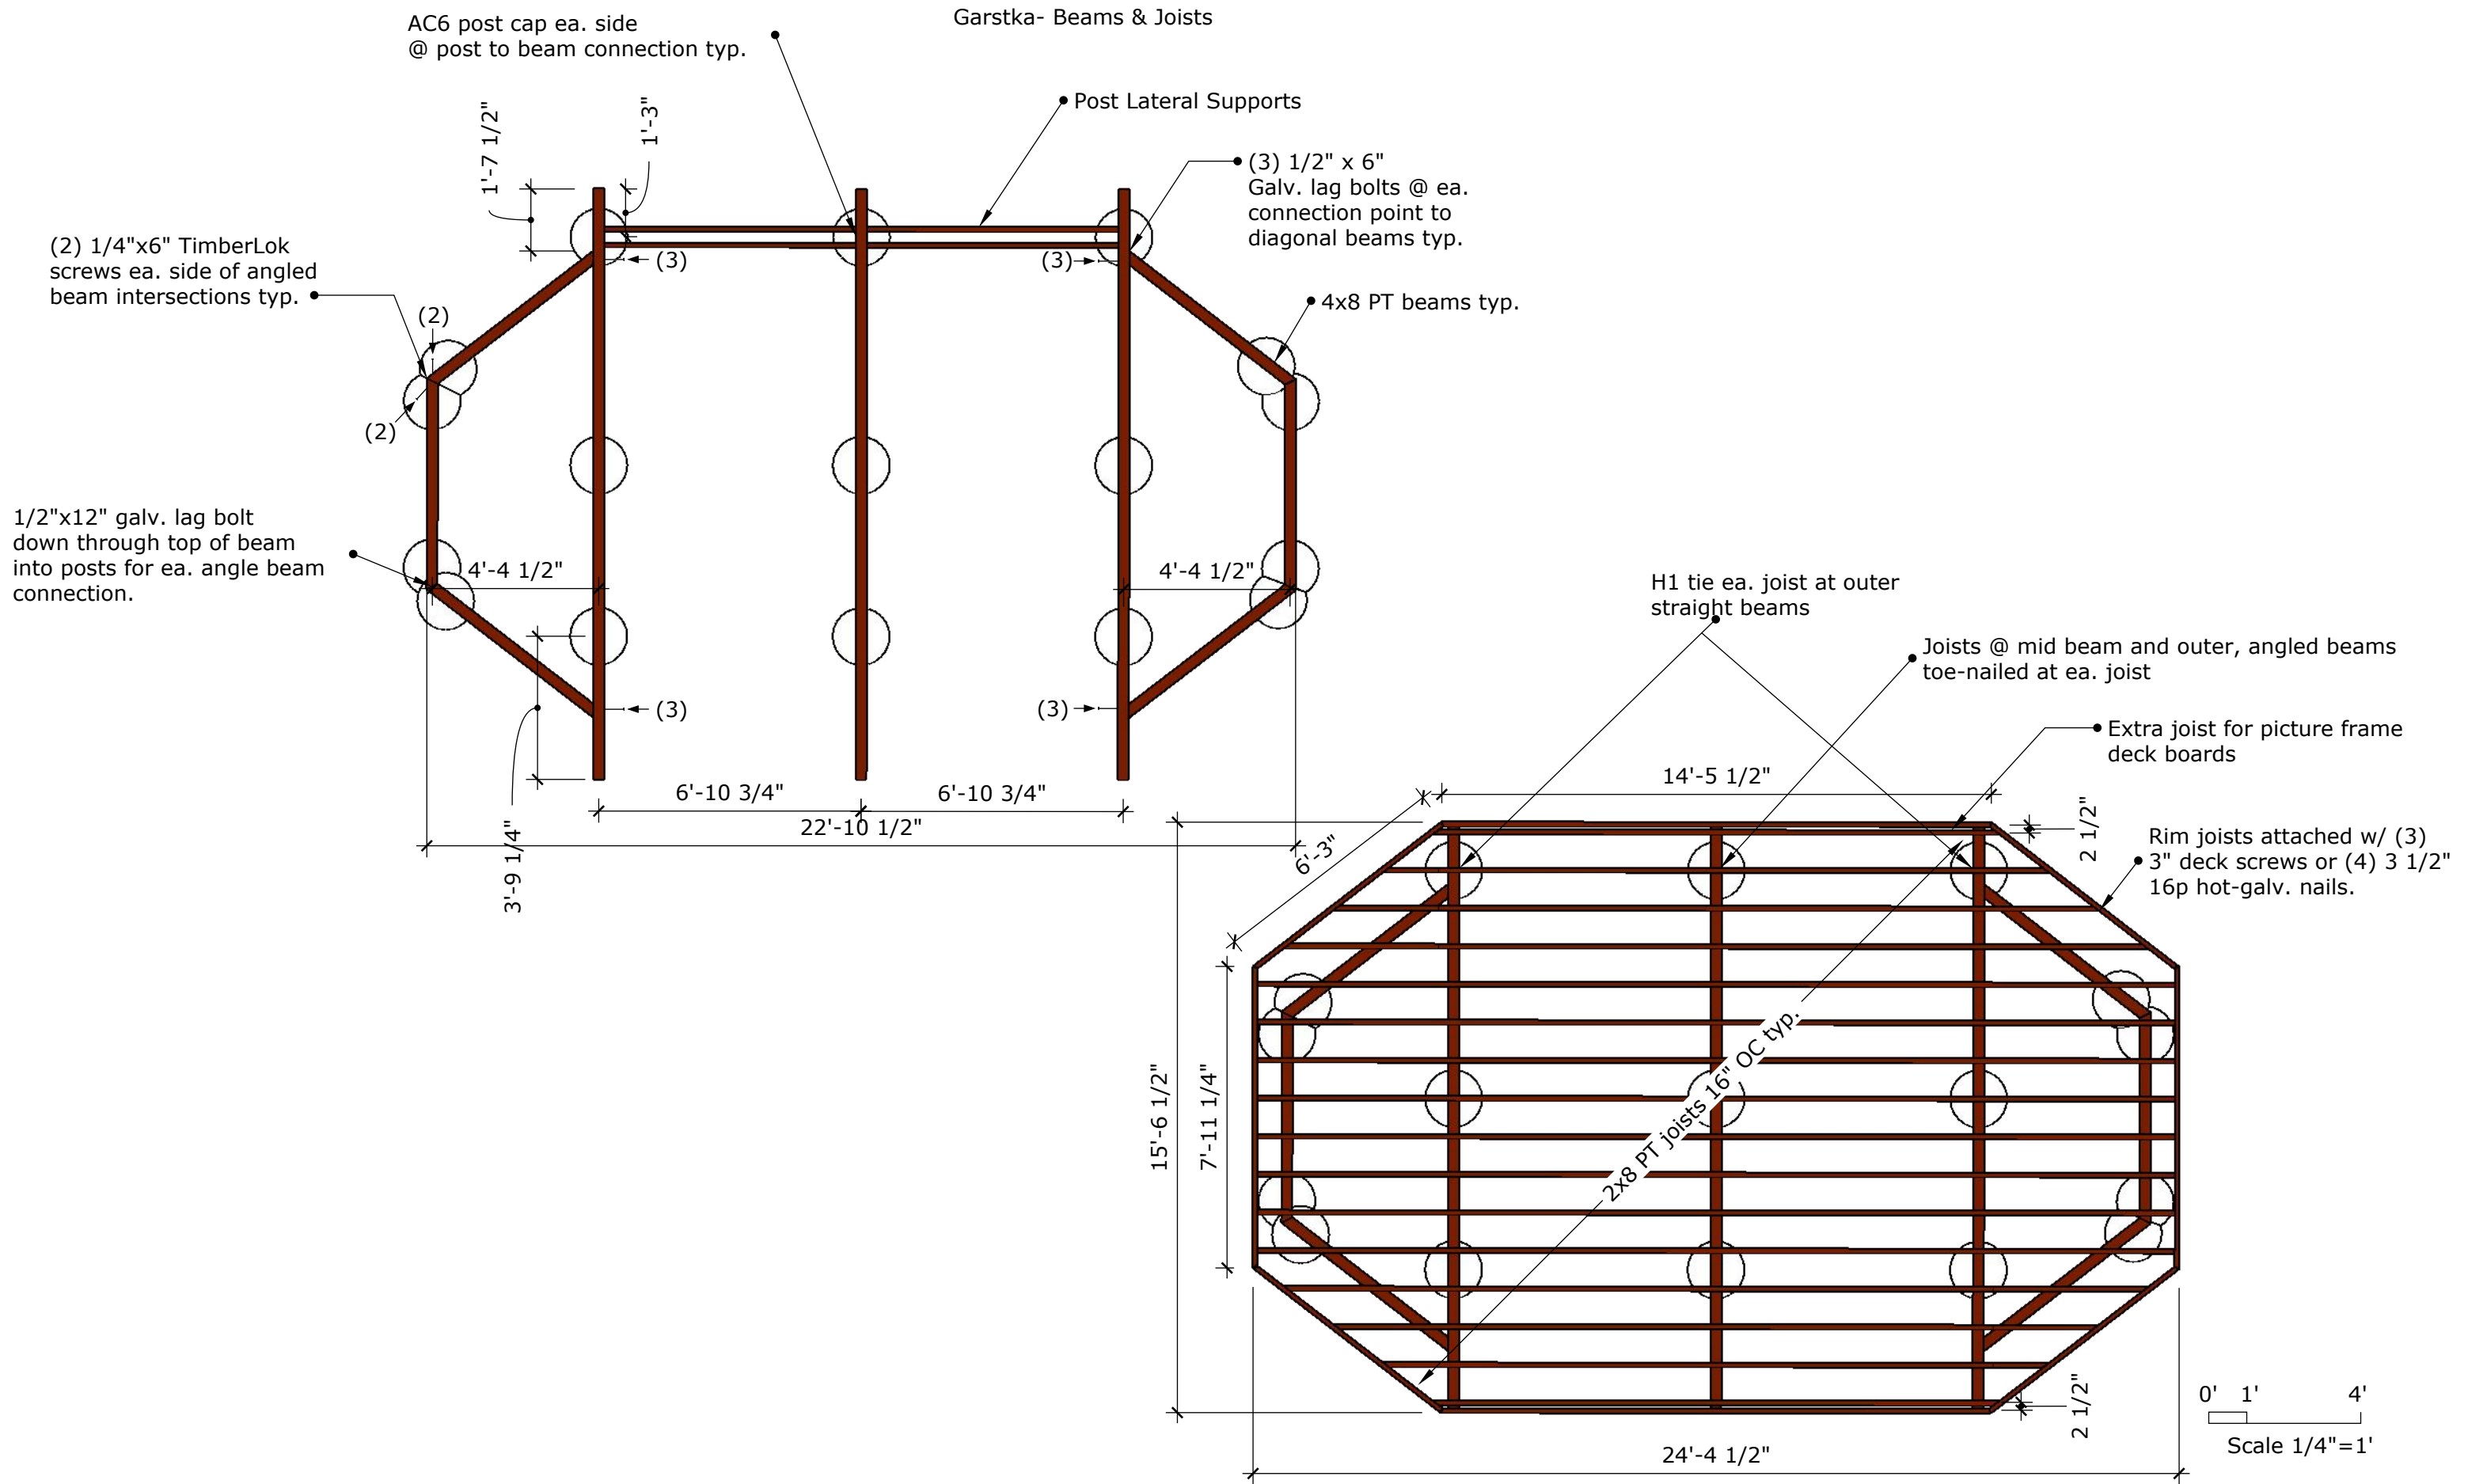 Garstka- Beams & Joists
AC6 post cap ea. side
@ post to beam connection typ.
Post Lateral Supports
1'-7 1/2"
1'-3"
(3) 1/2" x 6"
Galv. lag bolts @ ea.
connection point to
diagonal beams typ.
(2) 1/4"x6" TimberLok
screws ea. side of angled
beam intersections typ.
(3)
(3)
4x8 PT beams typ.
(2)
(2)
1/2"x12" galv. lag bolt
down through top of beam
into posts for ea. angle beam
connection.
4'-4 1/2"
4'-4 1/2"
(3)
(3)
6'-10 3/4"
6'-10 3/4"
22'-10 1/2"
3'-9 1/4"
H1 tie ea. joist at outer
straight beams
Joists @ mid beam and outer, angled beams
toe-nailed at ea. joist
Extra joist for picture frame
deck boards
14'-5 1/2"
2 1/2"
Rim joists attached w/ (3)
3" deck screws or (4) 3 1/2"
16p hot-galv. nails.
6'-3"
15'-6 1/2"
7'-11 1/4"
2x8 PT joists 16" OC typ.
2 1/2"
24'-4 1/2"
0' 1' 4'
Scale 1/4"=1'